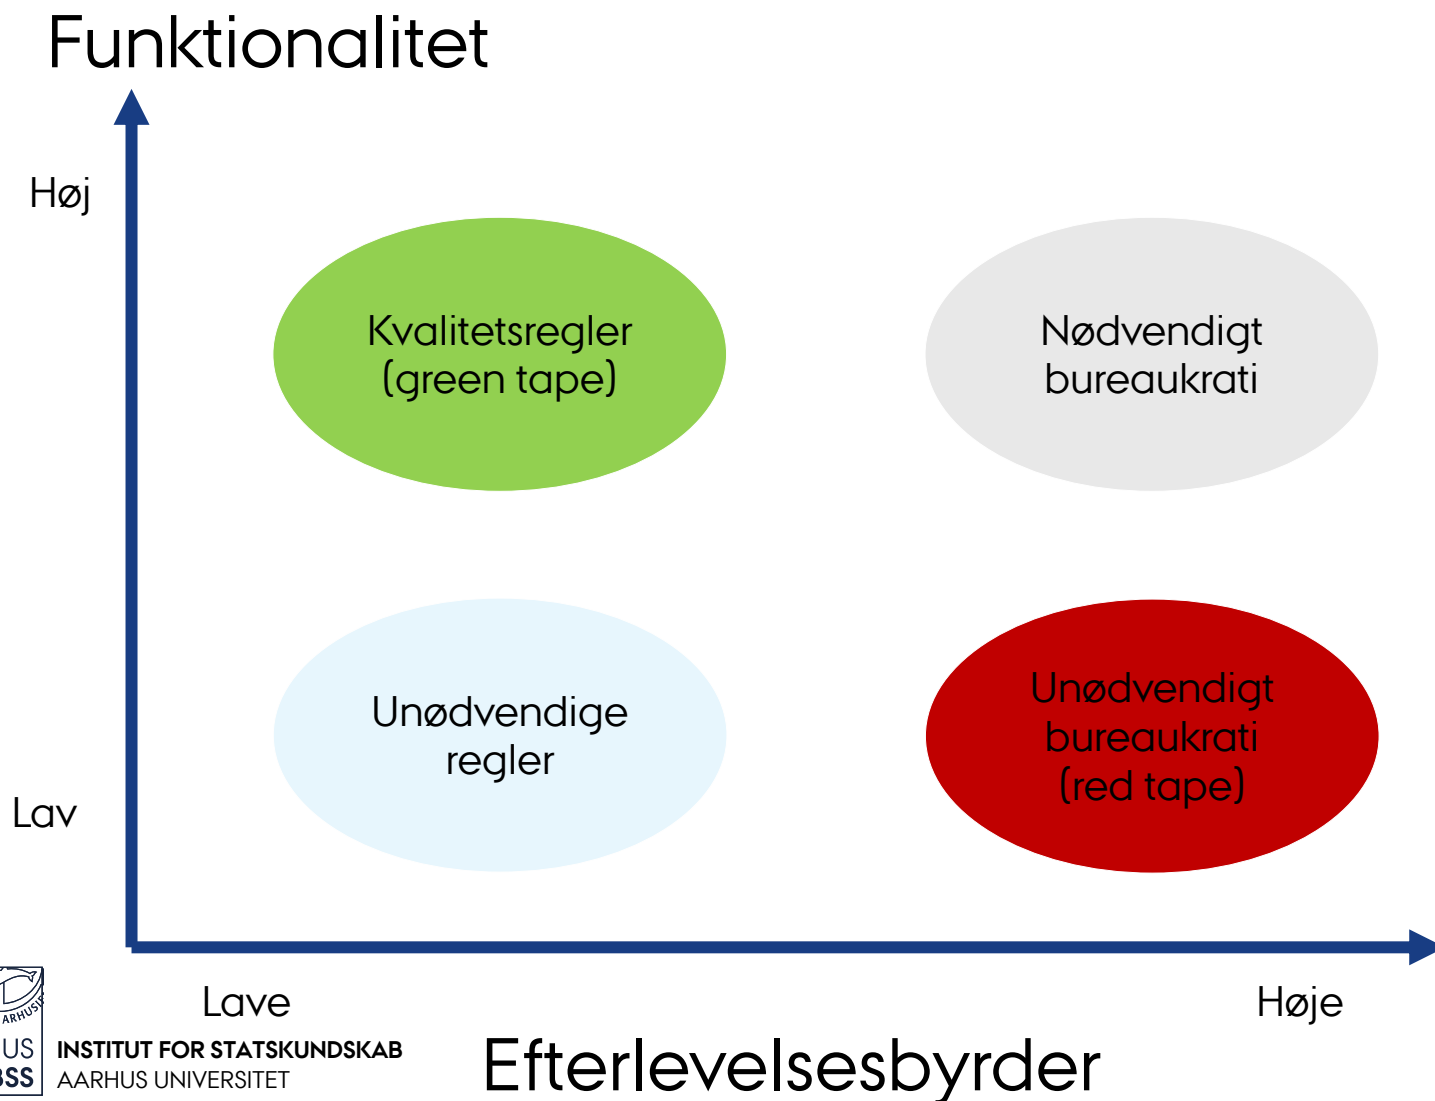 Funktionalitet
Høj
Kvalitetsregler
(green tape)
Nødvendigt
bureaukrati
Unødvendige
regler
Unødvendigt
bureaukrati
(red tape)
Lav
Lave
Høje
Efterlevelsesbyrder
INSTITUT FOR STATSKUNDSKAB
AARHUS UNIVERSITET